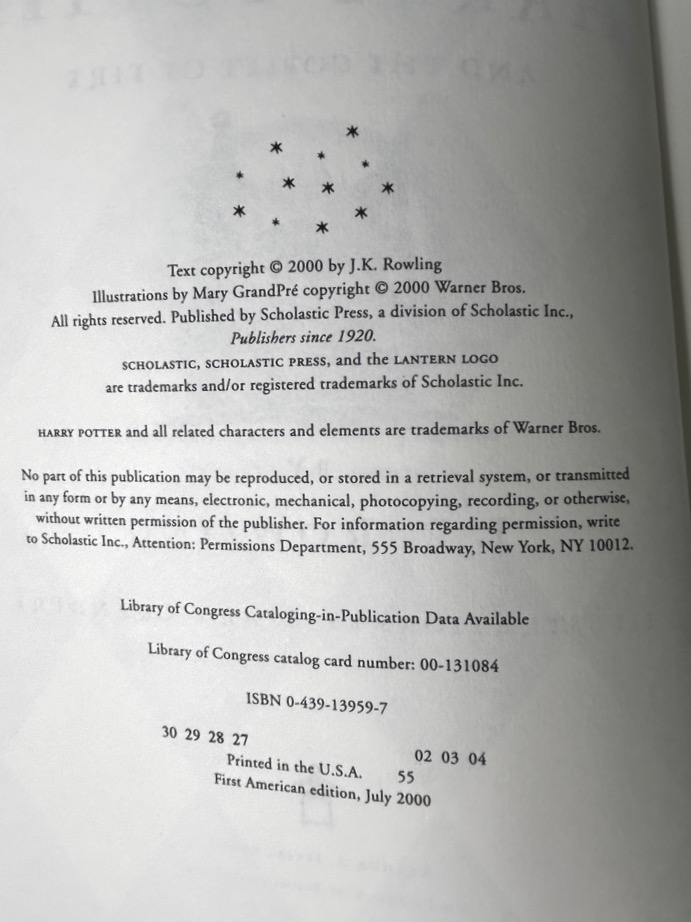 AND THE GOBLET OF FIRE
Text copyright © 2000 by J.K. Rowling
Illustrations by Mary GrandPré copyright © 2000 Warner Bros.
All rights reserved. Published by Scholastic Press, a division of Scholastic Inc.,
Publishers since 1920.
SCHOLASTIC, SCHOLASTIC PRESS, and the LANTERN LOGO
are trademarks and/or registered trademarks of Scholastic Inc.
HARRY POTTER and all related characters and elements are trademarks of Warner Bros.
No part of this publication may be reproduced, or stored in a retrieval system, or transmitted
in any form or by any means, electronic, mechanical, photocopying, recording, or otherwise,
without written permission of the publisher. For information regarding permission, write
to Scholastic Inc., Attention: Permissions Department, 555 Broadway, New York, NY 10012.
Library of Congress Cataloging-in-Publication Data Available
Library of Congress catalog card number: 00-131084
ISBN 0-439-13959-7
30 29 28 27 02 03 04
Printed in the U.S.A. 55
First American edition, July 2000